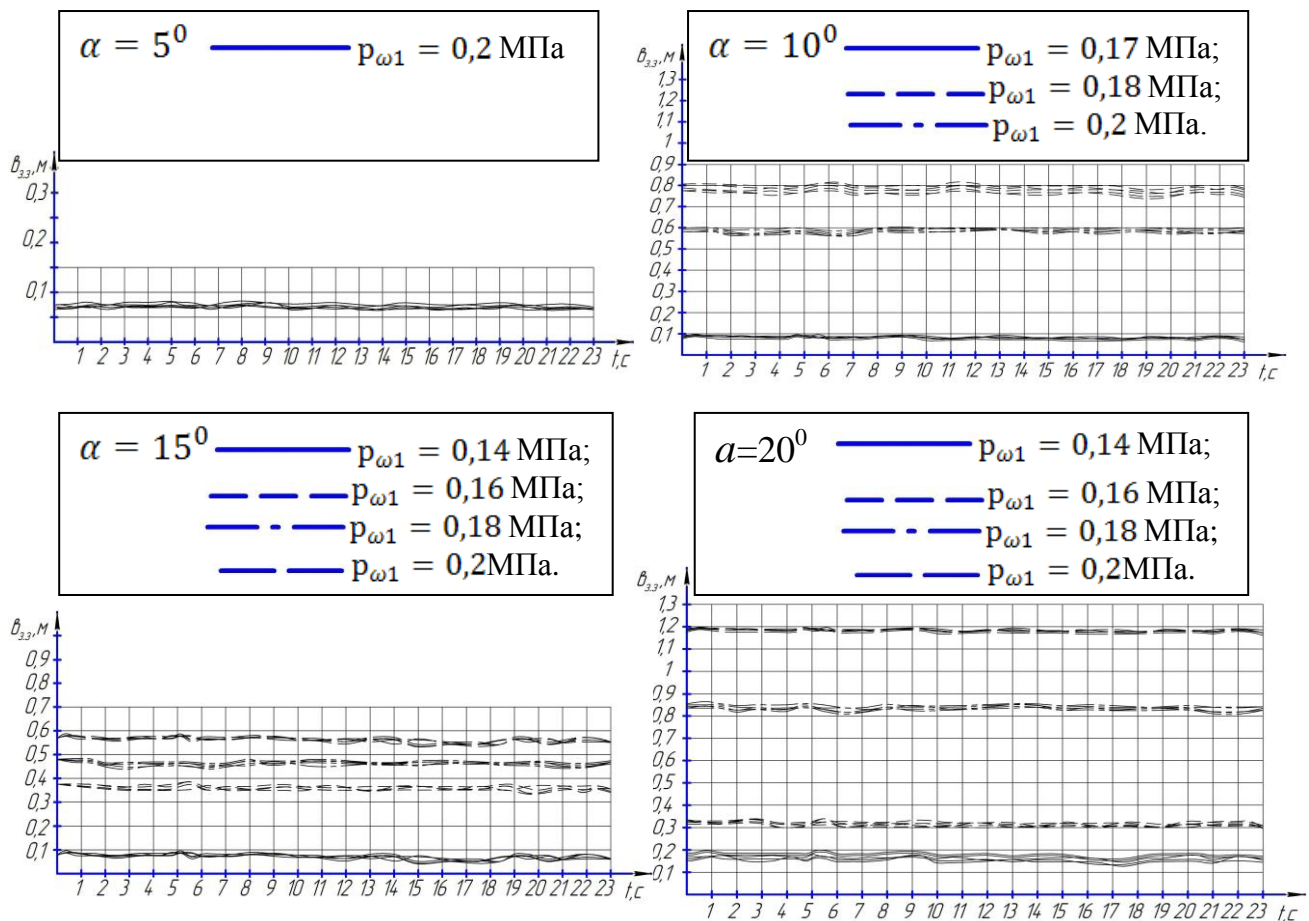 α = 5⁰ p_ω1 = 0,2 МПа
в_з.з, м
0,3
0,2
0,1
1 2 3 4 5 6 7 8 9 10 11 12 13 14 15 16 17 18 19 20 21 22 23
t,c
α = 10⁰ p_ω1 = 0,17 МПа;
p_ω1 = 0,18 МПа;
p_ω1 = 0,2 МПа.
в_з.з, м
1,3
1,2
1,1
1
0,9
0,8
0,7
0,6
0,5
0,4
0,3
0,2
0,1
1 2 3 4 5 6 7 8 9 10 11 12 13 14 15 16 17 18 19 20 21 22 23
t,c
α = 15⁰ p_ω1 = 0,14 МПа;
p_ω1 = 0,16 МПа;
p_ω1 = 0,18 МПа;
p_ω1 = 0,2МПа.
в_з.з, м
0,9
0,8
0,7
0,6
0,5
0,4
0,3
0,2
0,1
1 2 3 4 5 6 7 8 9 10 11 12 13 14 15 16 17 18 19 20 21 22 23 t,c
a=20⁰ p_ω1 = 0,14 МПа;
p_ω1 = 0,16 МПа;
p_ω1 = 0,18 МПа;
p_ω1 = 0,2МПа.
в_з.з, м
1,3
1,2
1,1
1
0,9
0,8
0,7
0,6
0,5
0,4
0,3
0,2
0,1
1 2 3 4 5 6 7 8 9 10 11 12 13 14 15 16 17 18 19 20 21 22 23
t,c